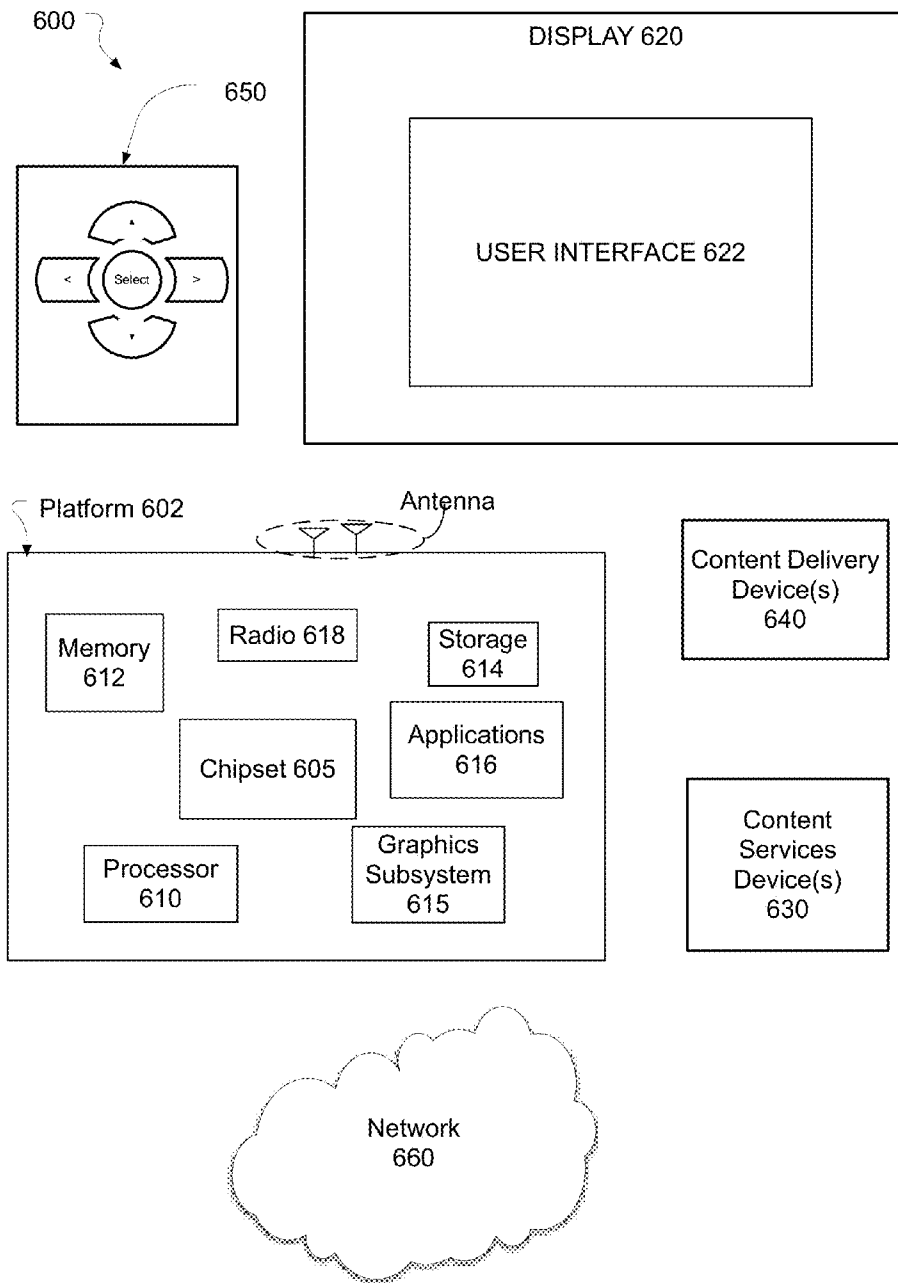 600
DISPLAY 620
650
USER INTERFACE 622
<
Select
>
Platform 602
Antenna
Content Delivery
Device(s)
640
Memory
612
Radio 618
Storage
614
Chipset 605
Applications
616
Content
Services
Device(s)
630
Processor
610
Graphics
Subsystem
615
Network
660